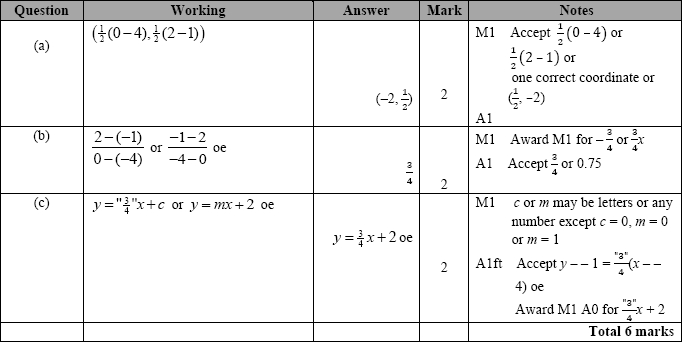 Question Working Answer Mark Notes
(a) (½(0−4), ½(2−1)) (−2, ½) 2 M1 Accept ½(0−4) or
½(2−1) or
one correct coordinate or
(½, −2)
A1
(b) 2−(−1)/0−(−4) or −1−2/−4−0 oe ¾ 2 M1 Award M1 for −¾ or ¾x
A1 Accept ¾ or 0.75
(c) y="¾"x+c or y=mx+2 oe y=¾x+2 oe 2 M1 c or m may be letters or any
number except c = 0, m = 0
or m = 1
A1ft Accept y − − 1 = "3"/4(x − −
4) oe
Award M1 A0 for "3"/4x + 2
Total 6 marks